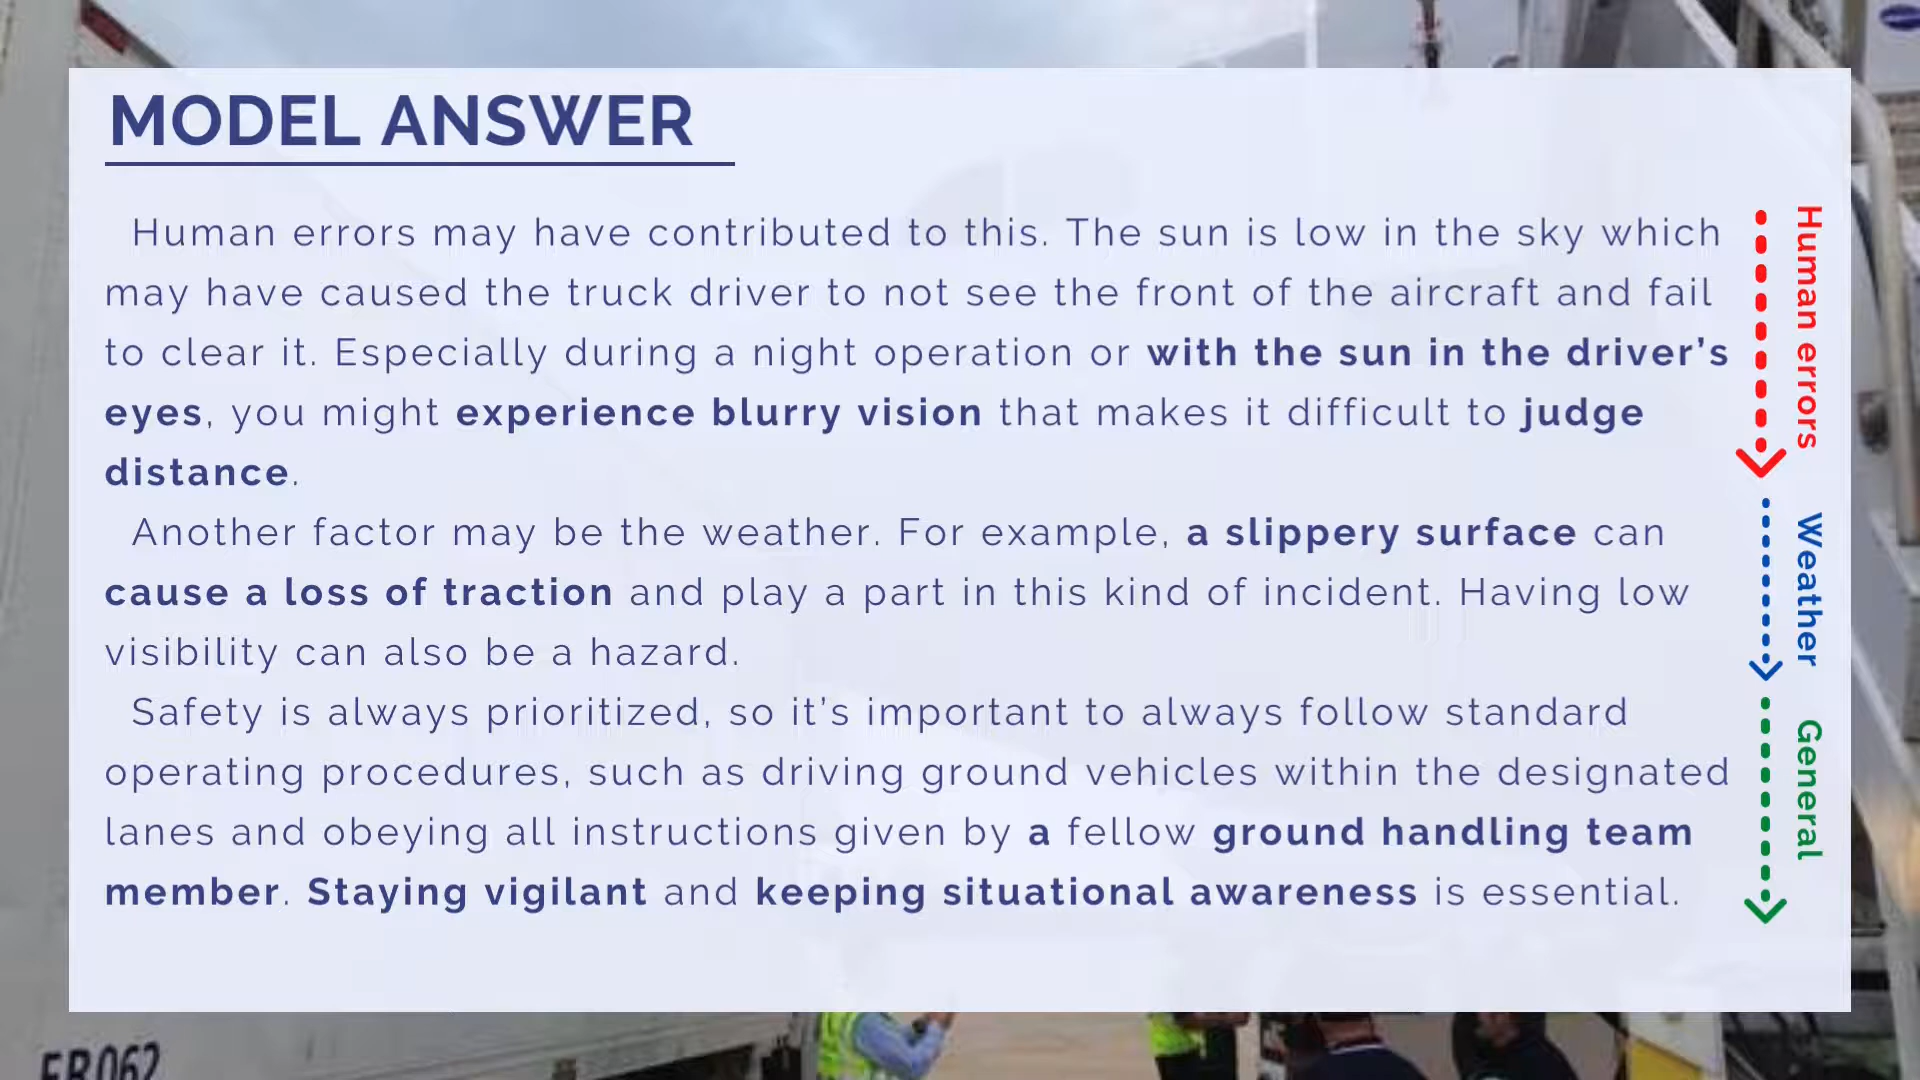 MODEL ANSWER
Human errors may have contributed to this. The sun is low in the sky which
may have caused the truck driver to not see the front of the aircraft and fail
to clear it. Especially during a night operation or with the sun in the driver’s
eyes, you might experience blurry vision that makes it difficult to judge
distance.
Another factor may be the weather. For example, a slippery surface can
cause a loss of traction and play a part in this kind of incident. Having low
visibility can also be a hazard.
Safety is always prioritized, so it’s important to always follow standard
operating procedures, such as driving ground vehicles within the designated
lanes and obeying all instructions given by a fellow ground handling team
member. Staying vigilant and keeping situational awareness is essential.
Human errors
Weather
General